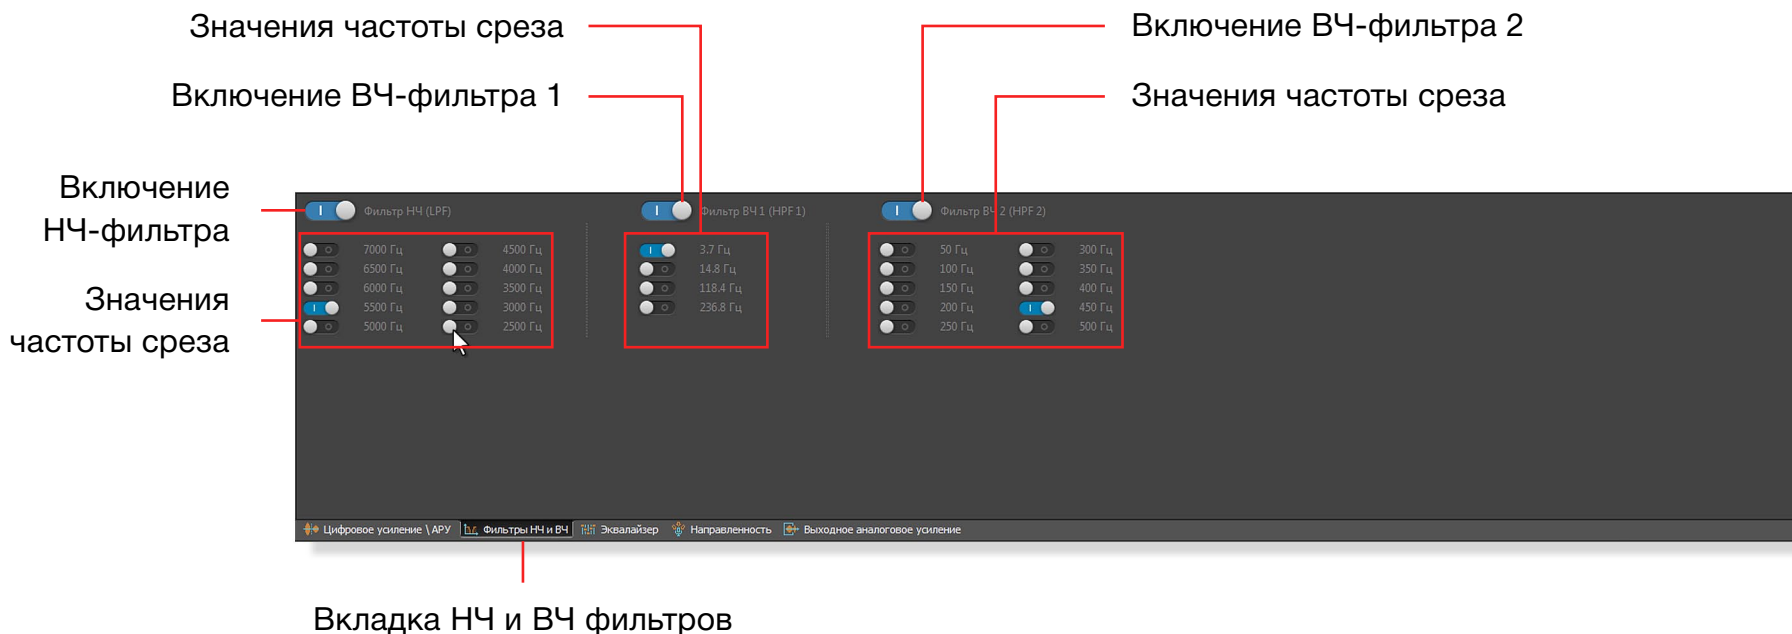 Значения частоты среза
Включение ВЧ-фильтра 2
Включение ВЧ-фильтра 1
Значения частоты среза
Включение
НЧ-фильтра
Значения
частоты среза
Фильтр НЧ (LPF)
7000 Гц
6500 Гц
6000 Гц
5500 Гц
5000 Гц
4500 Гц
4000 Гц
3500 Гц
3000 Гц
2500 Гц
Фильтр ВЧ 1 (HPF 1)
3.7 Гц
14.8 Гц
118.4 Гц
236.8 Гц
Фильтр ВЧ 2 (HPF 2)
50 Гц
100 Гц
150 Гц
200 Гц
250 Гц
300 Гц
350 Гц
400 Гц
450 Гц
500 Гц
Цифровое усиление \ АРУ Фильтры НЧ и ВЧ Эквалайзер Направленность Выходное аналоговое усиление
Вкладка НЧ и ВЧ фильтров